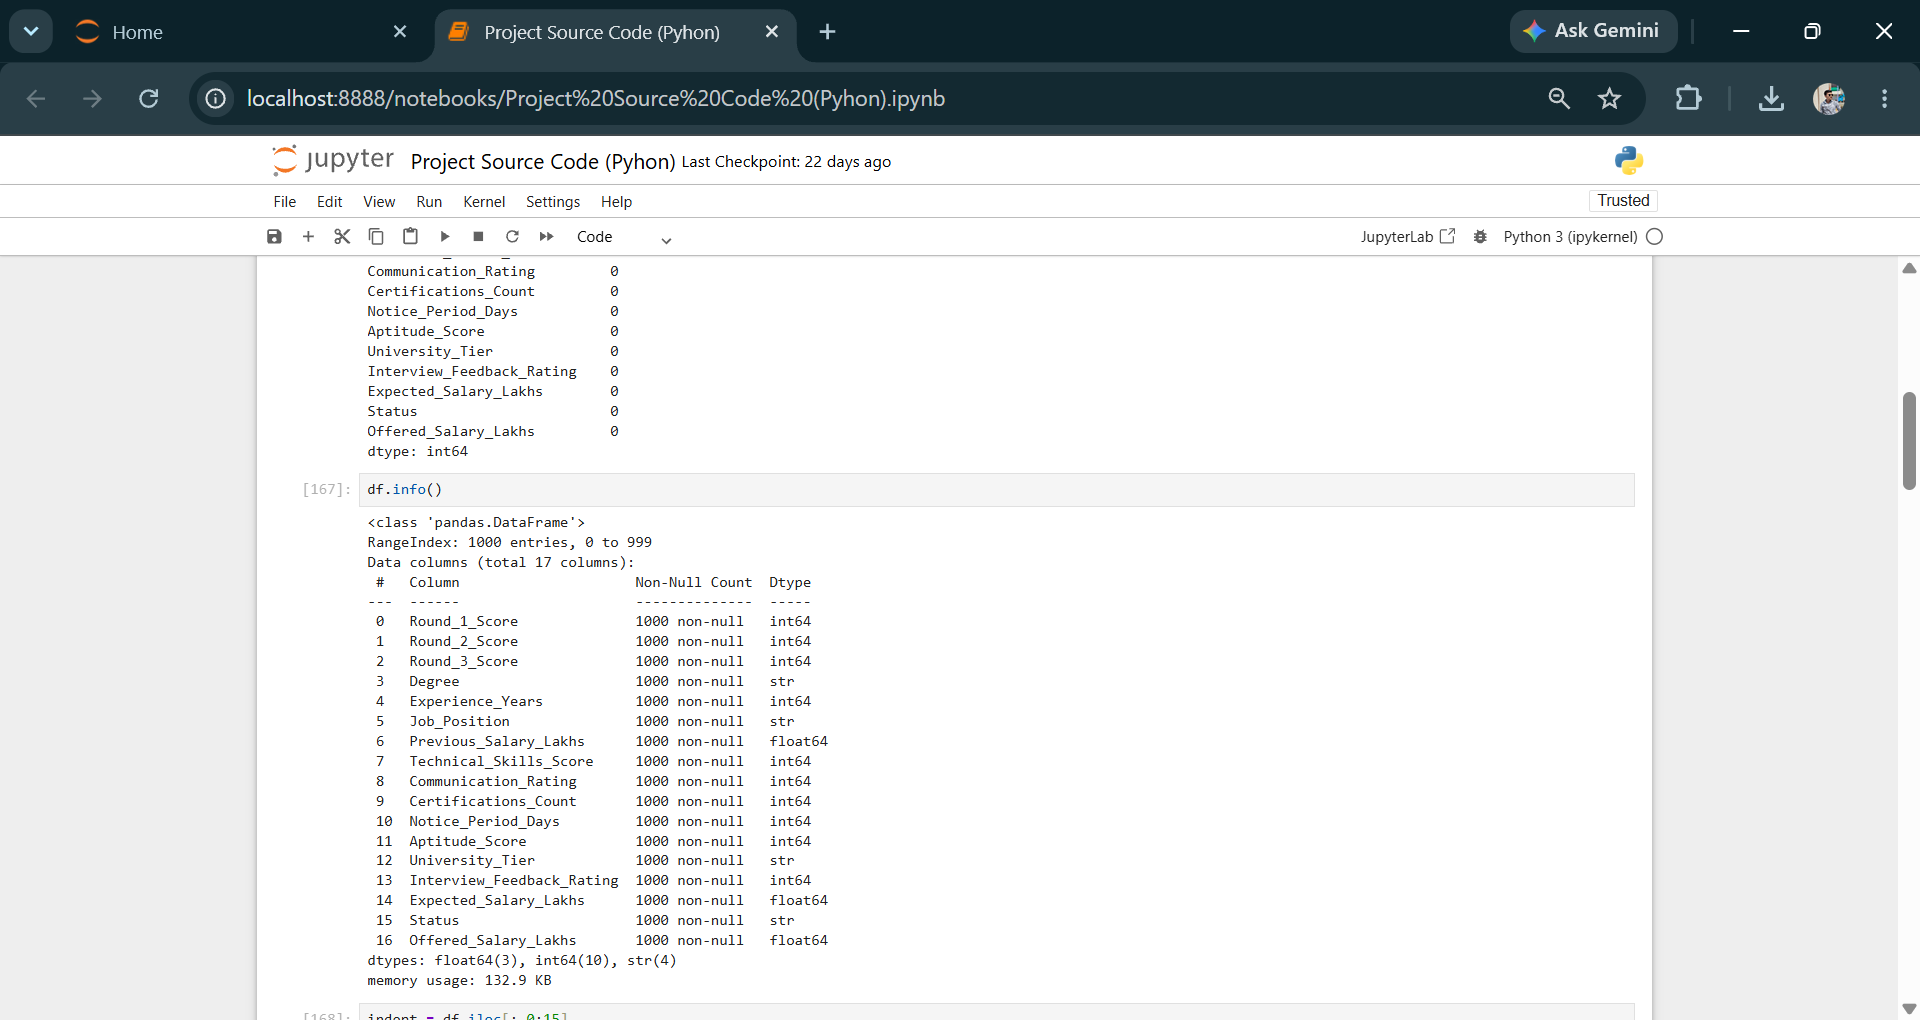 Home
Project Source Code (Pyhon)
Ask Gemini
localhost:8888/notebooks/Project%20Source%20Code%20(Pyhon).ipynb
jupyter Project Source Code (Pyhon) Last Checkpoint: 22 days ago
File Edit View Run Kernel Settings Help
Trusted
Code
JupyterLab
Python 3 (ipykernel)
Communication_Rating 0
Certifications_Count 0
Notice_Period_Days 0
Aptitude_Score 0
University_Tier 0
Interview_Feedback_Rating 0
Expected_Salary_Lakhs 0
Status 0
Offered_Salary_Lakhs 0
dtype: int64
[167]: df.info()
<class 'pandas.DataFrame'>
RangeIndex: 1000 entries, 0 to 999
Data columns (total 17 columns):
# Column Non-Null Count Dtype
--- ------ -------------- -----
0 Round_1_Score 1000 non-null int64
1 Round_2_Score 1000 non-null int64
2 Round_3_Score 1000 non-null int64
3 Degree 1000 non-null str
4 Experience_Years 1000 non-null int64
5 Job_Position 1000 non-null str
6 Previous_Salary_Lakhs 1000 non-null float64
7 Technical_Skills_Score 1000 non-null int64
8 Communication_Rating 1000 non-null int64
9 Certifications_Count 1000 non-null int64
10 Notice_Period_Days 1000 non-null int64
11 Aptitude_Score 1000 non-null int64
12 University_Tier 1000 non-null str
13 Interview_Feedback_Rating 1000 non-null int64
14 Expected_Salary_Lakhs 1000 non-null float64
15 Status 1000 non-null str
16 Offered_Salary_Lakhs 1000 non-null float64
dtypes: float64(3), int64(10), str(4)
memory usage: 132.9 KB
[168]: indent = df.iloc[: 0:15]